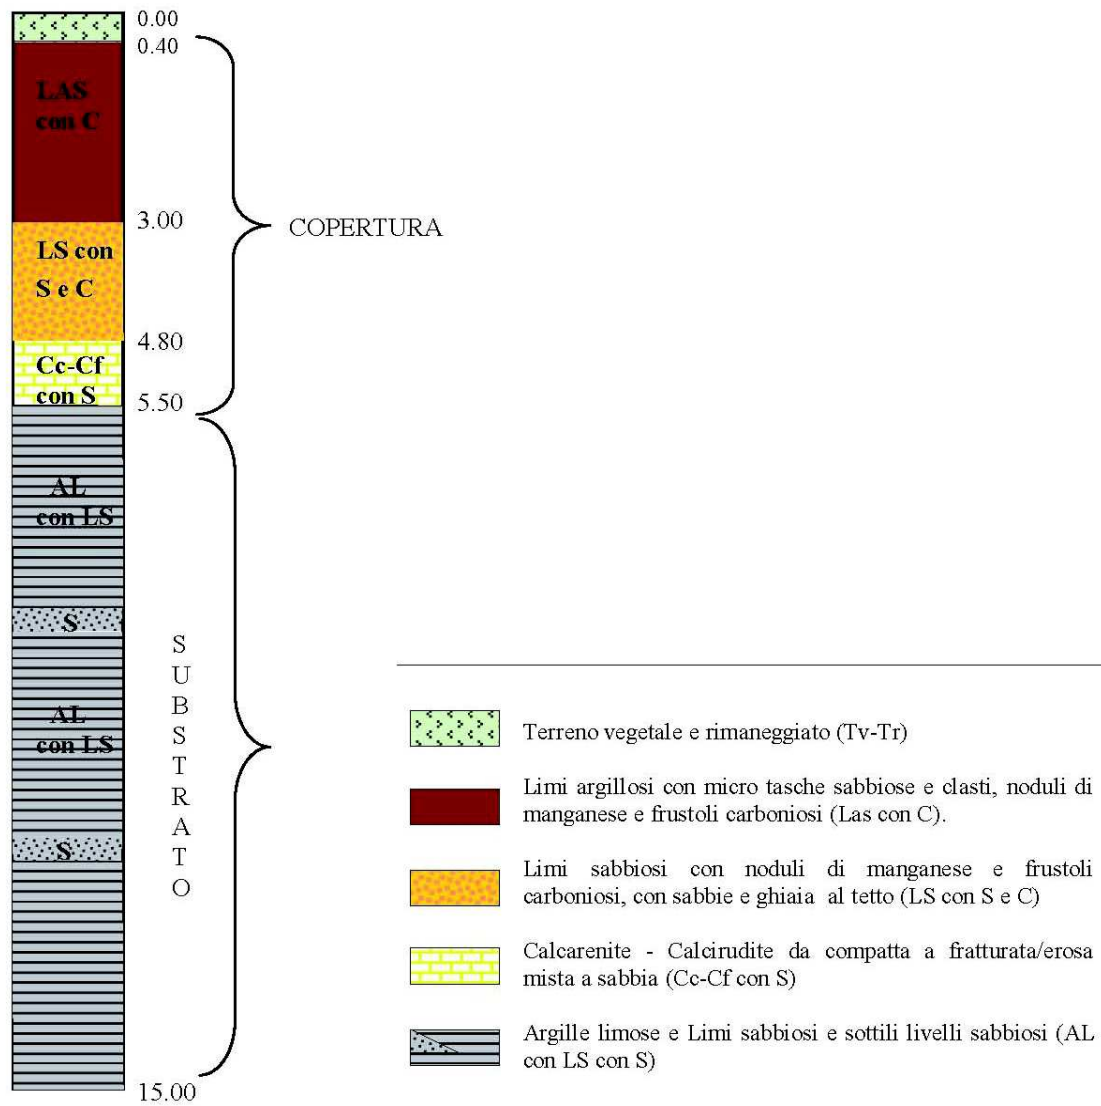 0.00
0.40
LAS
con C
3.00
COPERTURA
LS con
S e C
4.80
Cc-Cf
con S
5.50
AL
con LS
S
AL
con LS
S
S
U
B
S
T
R
A
T
O
15.00
Terreno vegetale e rimaneggiato (Tv-Tr)
Limi argillosi con micro tasche sabbiose e clasti, noduli di
manganese e frustoli carboniosi (Las con C).
Limi sabbiosi con noduli di manganese e frustoli
carboniosi, con sabbie e ghiaia al tetto (LS con S e C)
Calcarenite - Calcirudite da compatta a fratturata/erosa
mista a sabbia (Cc-Cf con S)
Argille limose e Limi sabbiosi e sottili livelli sabbiosi (AL
con LS con S)